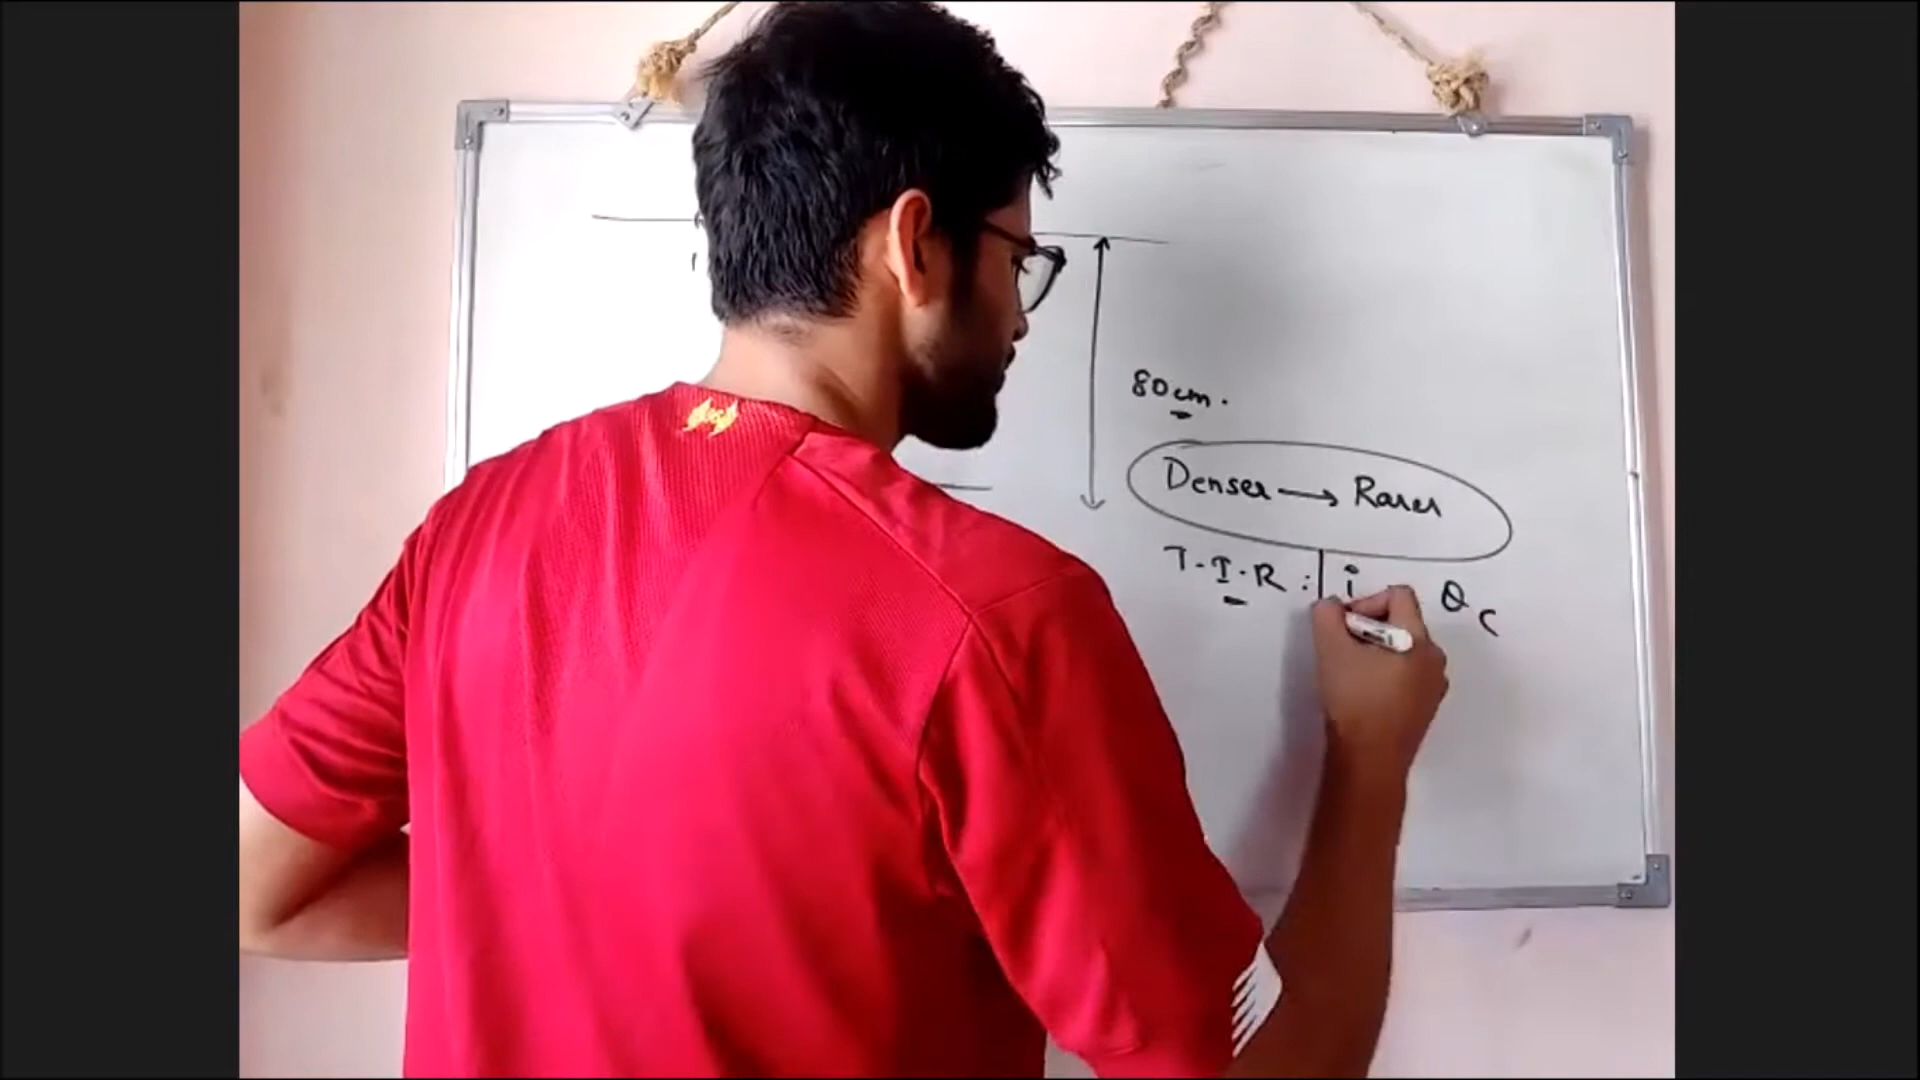 80cm.
Denser → Rarer
T.I.R : i θc